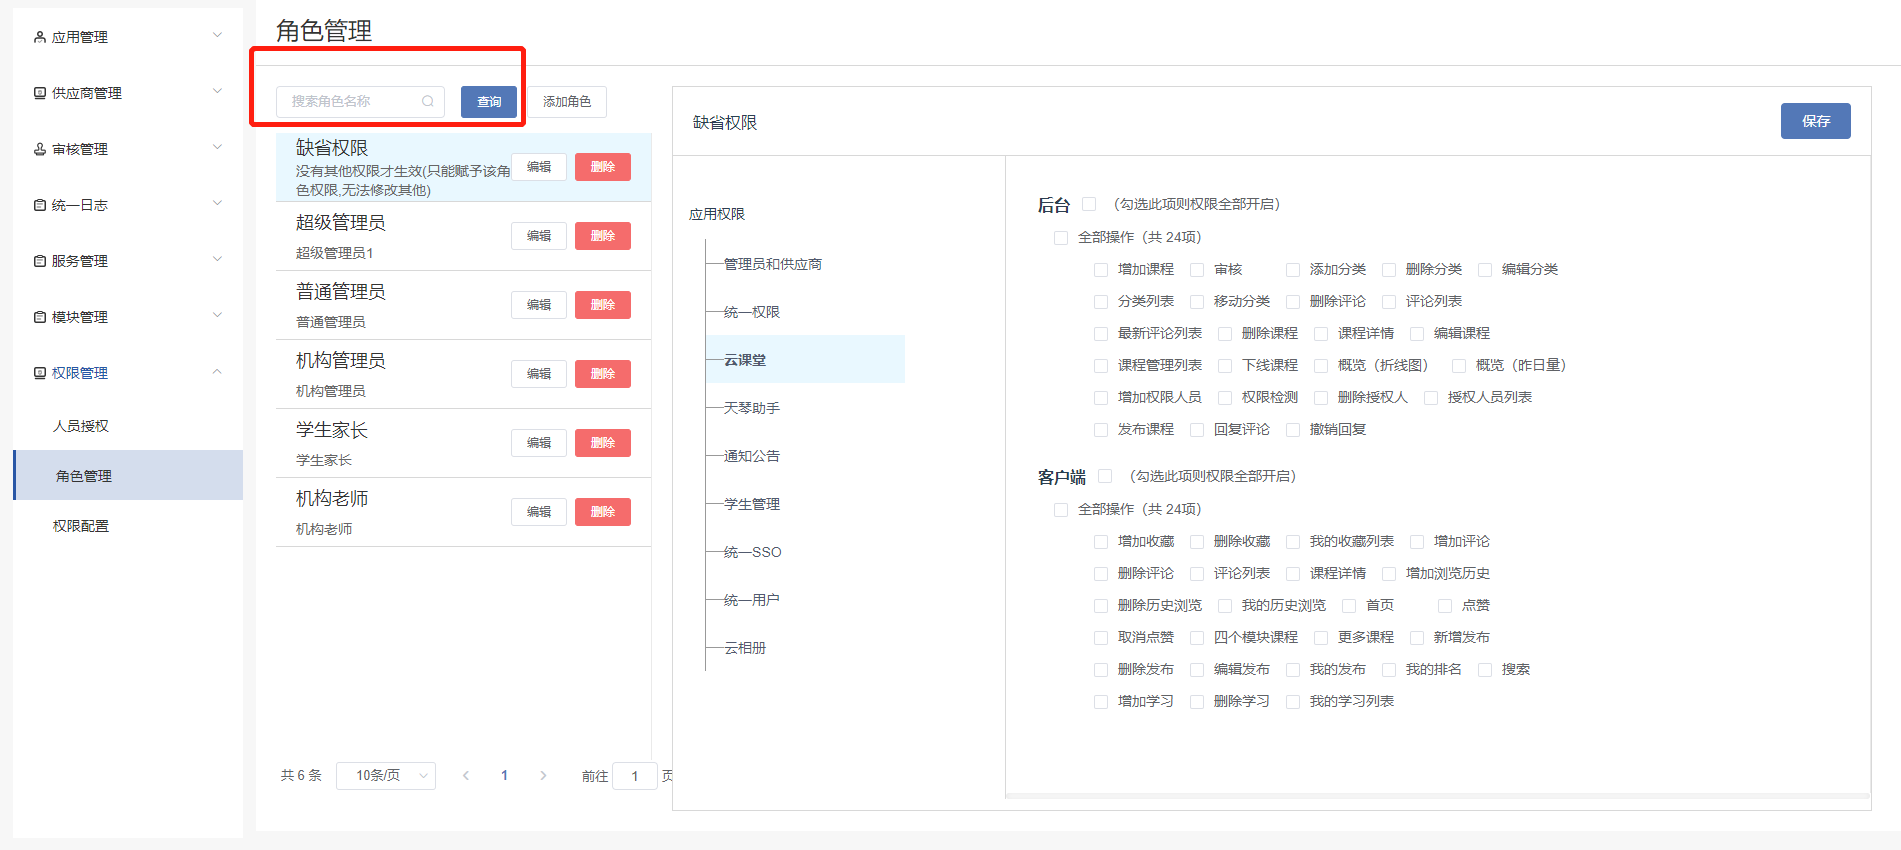 应用管理
供应商管理
审核管理
统一日志
服务管理
模块管理
权限管理
人员授权
角色管理
权限配置
角色管理
搜索角色名称
查询
添加角色
缺省权限
没有其他权限才生效(只能赋予该角
色权限,无法修改其他)
编辑
删除
超级管理员
超级管理员1
编辑
删除
普通管理员
普通管理员
编辑
删除
机构管理员
机构管理员
编辑
删除
学生家长
学生家长
编辑
删除
机构老师
机构老师
编辑
删除
共 6 条
10条/页
1
前往 1 页
缺省权限
保存
应用权限
管理员和供应商
统一权限
云课堂
天琴助手
通知公告
学生管理
统一SSO
统一用户
云相册
后台 （勾选此项则权限全部开启）
全部操作（共 24项）
增加课程 审核 添加分类 删除分类 编辑分类
分类列表 移动分类 删除评论 评论列表
最新评论列表 删除课程 课程详情 编辑课程
课程管理列表 下线课程 概览（折线图） 概览（昨日量）
增加权限人员 权限检测 删除授权人 授权人员列表
发布课程 回复评论 撤销回复
客户端 （勾选此项则权限全部开启）
全部操作（共 24项）
增加收藏 删除收藏 我的收藏列表 增加评论
删除评论 评论列表 课程详情 增加浏览历史
删除历史浏览 我的历史浏览 首页 点赞
取消点赞 四个模块课程 更多课程 新增发布
删除发布 编辑发布 我的发布 我的排名 搜索
增加学习 删除学习 我的学习列表